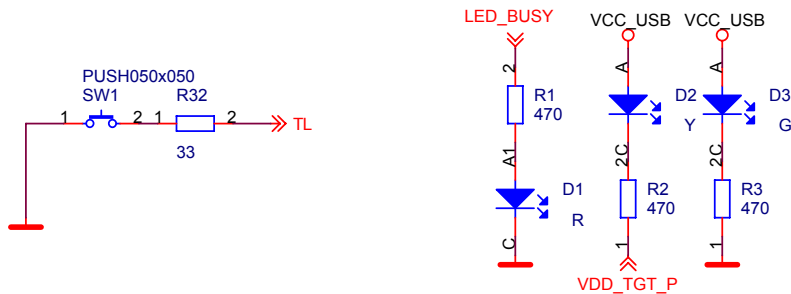 LED_BUSY
VCC_USB VCC_USB
PUSH050x050
SW1 R32
1 2 1 2 TL
33
2 A A
R1
470
D2
Y
D3
G
A1 2C 2C
D1
R
R2
470
R3
470
C 1 1
VDD_TGT_P